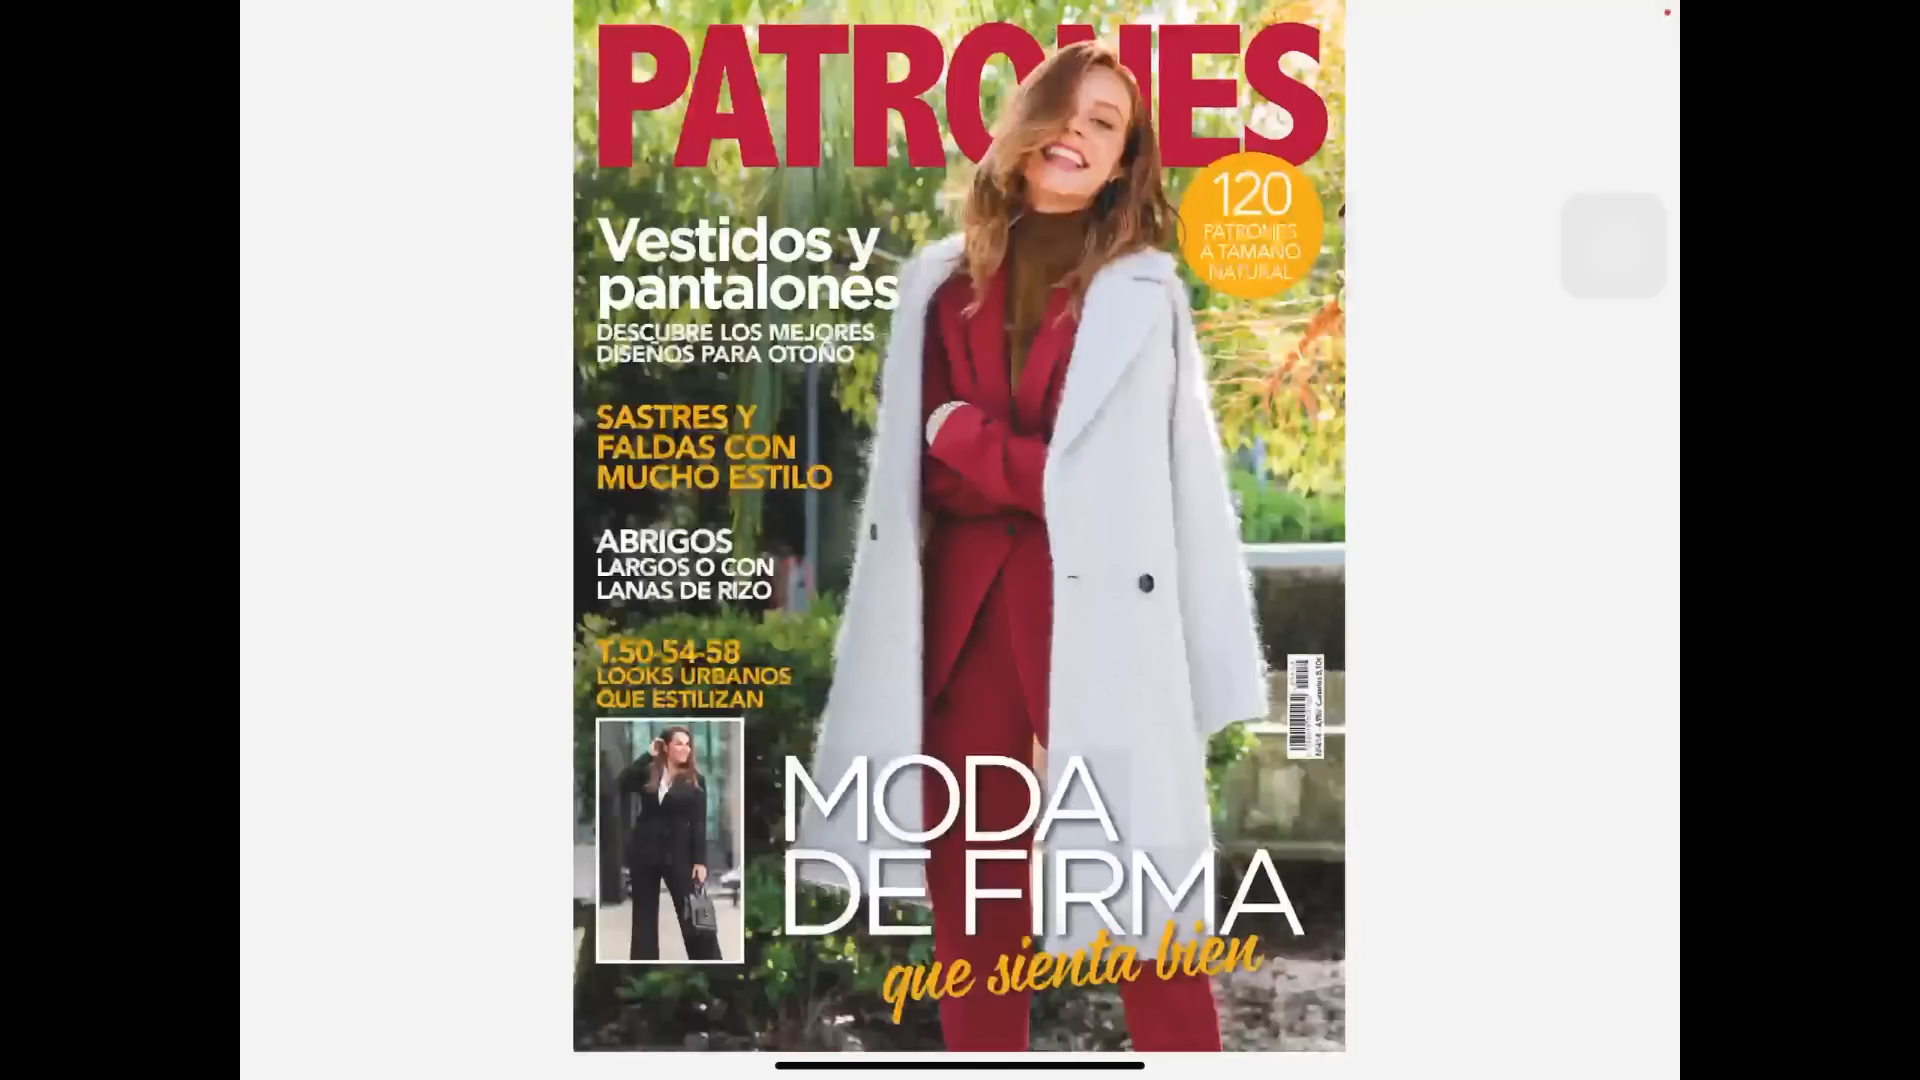 PATRONES
120
PATRONES
A TAMAÑO
NATURAL
Vestidos y
pantalones
DESCUBRE LOS MEJORES
DISEÑOS PARA OTOÑO
SASTRES Y
FALDAS CON
MUCHO ESTILO
ABRIGOS
LARGOS O CON
LANAS DE RIZO
T.50-54-58
LOOKS URBANOS
QUE ESTILIZAN
MODA
DE FIRMA
que sienta bien